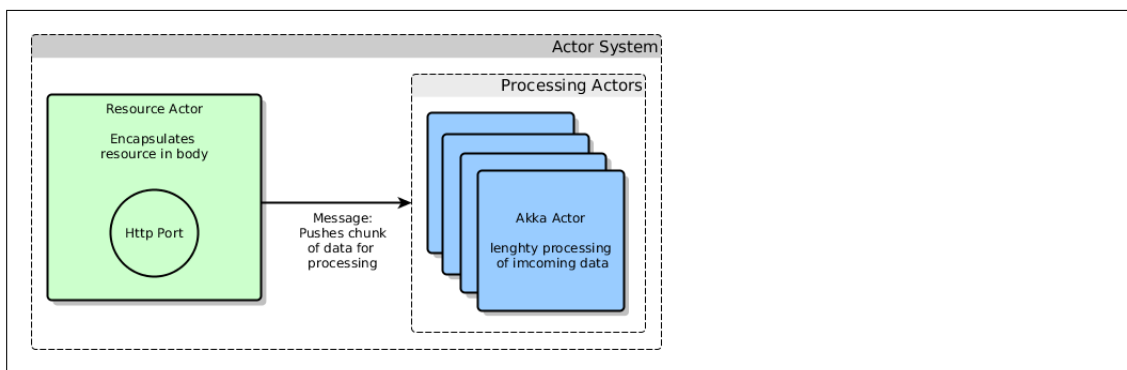 Actor System
Processing Actors
Resource Actor
Encapsulates
resource in body
Http Port
Message:
Pushes chunk
of data for
processing
Akka Actor
lenghty processing
of imcoming data